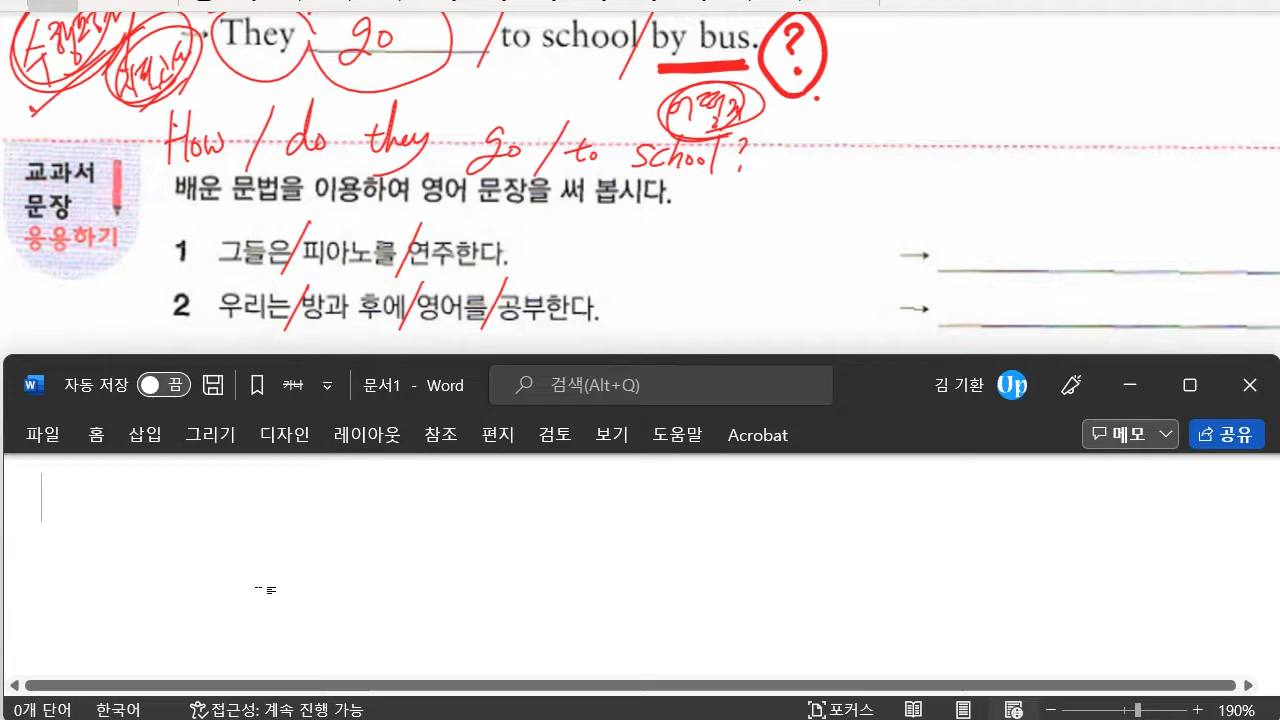 They go / to school / by bus. ?
어떻게
How / do they go / to school?
교과서
문장
응용하기
배운 문법을 이용하여 영어 문장을 써 봅시다.
1 그들은 / 피아노를 / 연주한다. →
2 우리는 / 방과 후에 / 영어를 / 공부한다. →
자동 저장 끔 가나 문서1 - Word 검색(Alt+Q) 김 기환 Up
파일 홈 삽입 그리기 디자인 레이아웃 참조 편지 검토 보기 도움말 Acrobat 메모 공유
0개 단어 한국어 접근성: 계속 진행 가능 포커스 190%